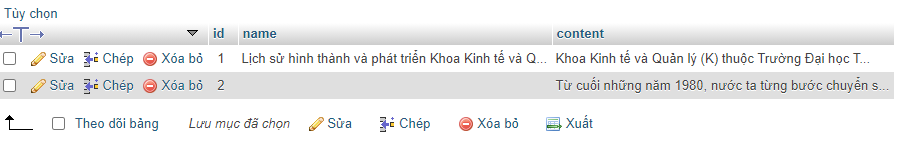 Tùy chọn
←T→ id name content
Sửa Chép Xóa bỏ 1 Lịch sử hình thành và phát triển Khoa Kinh tế và Q... Khoa Kinh tế và Quản lý (K) thuộc Trường Đại học T...
Sửa Chép Xóa bỏ 2 Từ cuối những năm 1980, nước ta từng bước chuyển s...
Theo dõi bảng Lưu mục đã chọn Sửa Chép Xóa bỏ Xuất